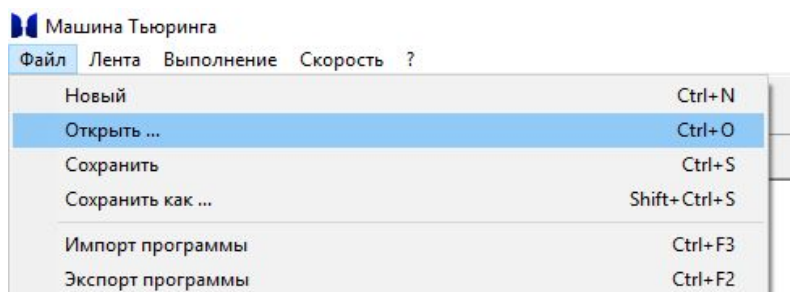 Машина Тьюринга
Файл Лента Выполнение Скорость ?
Новый Ctrl+N
Открыть ... Ctrl+O
Сохранить Ctrl+S
Сохранить как ... Shift+Ctrl+S
Импорт программы Ctrl+F3
Экспорт программы Ctrl+F2